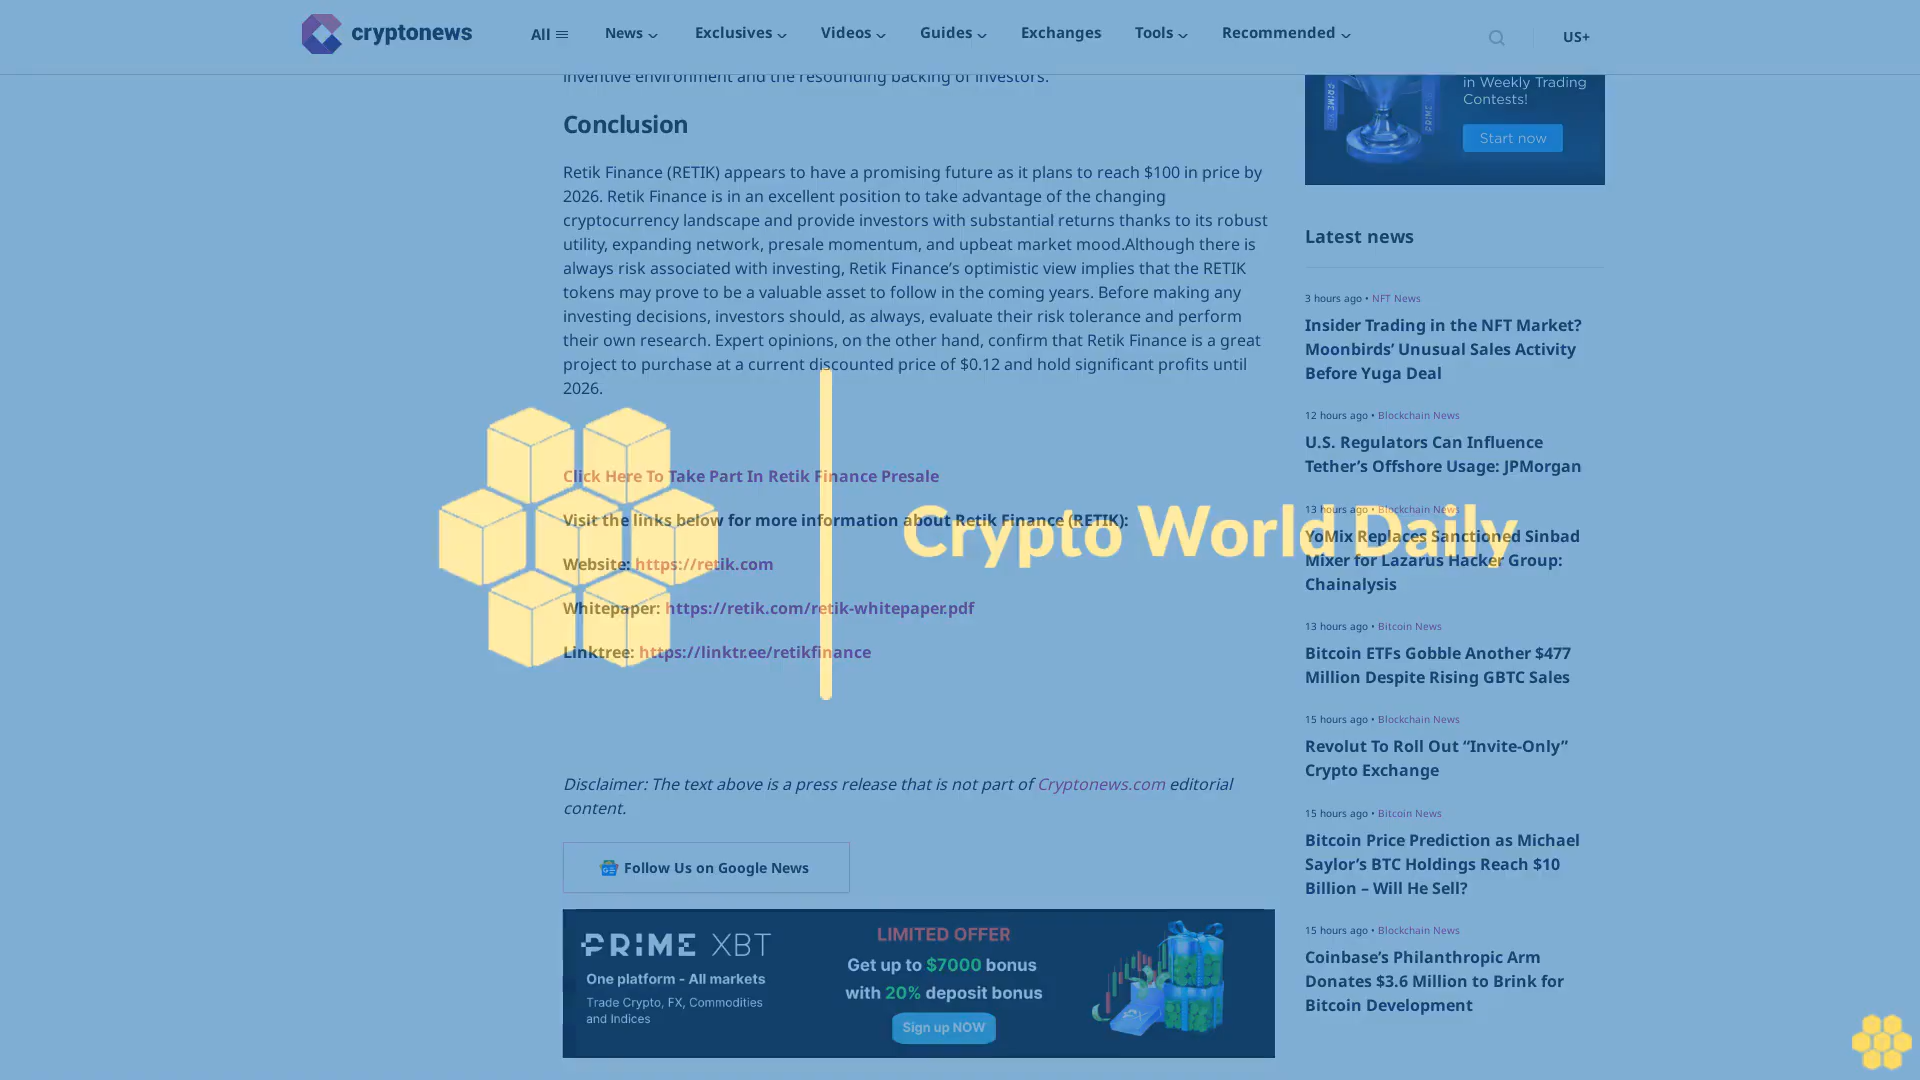 cryptonews
All
News
Exclusives
Videos
Guides
Exchanges
Tools
Recommended
US+
inventive environment and the resounding backing of investors.
Conclusion
Retik Finance (RETIK) appears to have a promising future as it plans to reach $100 in price by
2026. Retik Finance is in an excellent position to take advantage of the changing
cryptocurrency landscape and provide investors with substantial returns thanks to its robust
utility, expanding network, presale momentum, and upbeat market mood.Although there is
always risk associated with investing, Retik Finance’s optimistic view implies that the RETIK
tokens may prove to be a valuable asset to follow in the coming years. Before making any
investing decisions, investors should, as always, evaluate their risk tolerance and perform
their own research. Expert opinions, on the other hand, confirm that Retik Finance is a great
project to purchase at a current discounted price of $0.12 and hold significant profits until
2026.
Click Here To Take Part In Retik Finance Presale
Visit the links below for more information about Retik Finance (RETIK):
Website: https://retik.com
Whitepaper: https://retik.com/retik-whitepaper.pdf
Linktree: https://linktr.ee/retikfinance
Crypto World Daily
Disclaimer: The text above is a press release that is not part of Cryptonews.com editorial
content.
Follow Us on Google News
PRIME XBT
One platform - All markets
Trade Crypto, FX, Commodities
and Indices
LIMITED OFFER
Get up to $7000 bonus
with 20% deposit bonus
Sign up NOW
PRIME
PRIME
in Weekly Trading
Contests!
Start now
Latest news
3 hours ago • NFT News
Insider Trading in the NFT Market?
Moonbirds’ Unusual Sales Activity
Before Yuga Deal
12 hours ago • Blockchain News
U.S. Regulators Can Influence
Tether’s Offshore Usage: JPMorgan
13 hours ago • Blockchain News
YoMix Replaces Sanctioned Sinbad
Mixer for Lazarus Hacker Group:
Chainalysis
13 hours ago • Bitcoin News
Bitcoin ETFs Gobble Another $477
Million Despite Rising GBTC Sales
15 hours ago • Blockchain News
Revolut To Roll Out “Invite-Only”
Crypto Exchange
15 hours ago • Bitcoin News
Bitcoin Price Prediction as Michael
Saylor’s BTC Holdings Reach $10
Billion – Will He Sell?
15 hours ago • Blockchain News
Coinbase’s Philanthropic Arm
Donates $3.6 Million to Brink for
Bitcoin Development